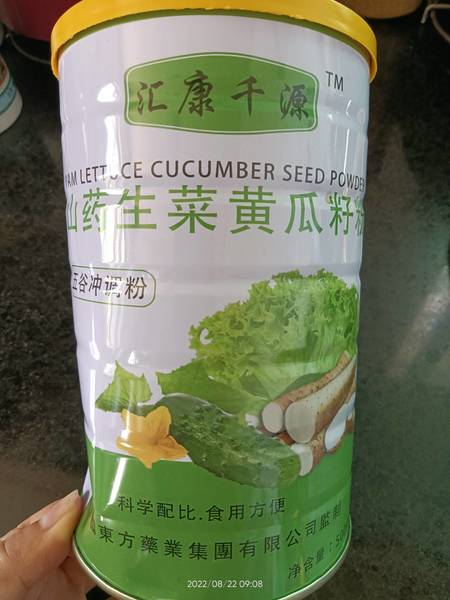 汇康千源
TM
YAM LETTUCE CUCUMBER SEED POWDER
山药生菜黄瓜籽粉
五谷冲调粉
科学配比.食用方便
東方藥業集團有限公司監制
净含量：500
2022/08/22 09:08